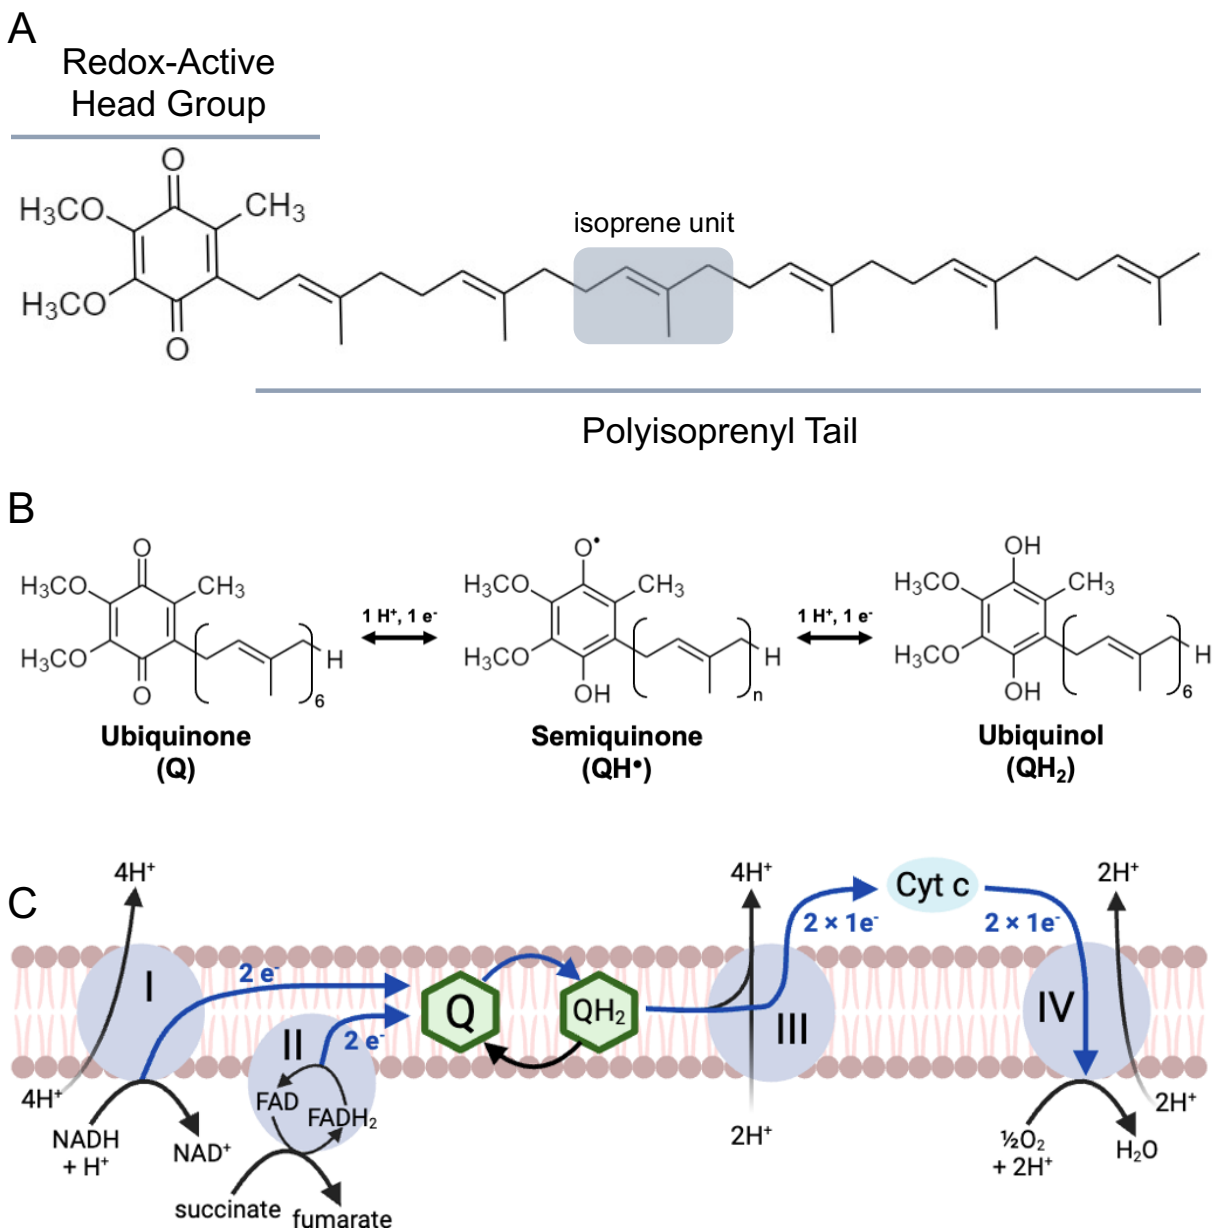 A
Redox-Active
Head Group
O
H₃CO
CH₃
H₃CO
O
isoprene unit
Polyisoprenyl Tail
B
O
H₃CO
CH₃
H₃CO
O
H
6
Ubiquinone
(Q)
1 H⁺, 1 e⁻
O•
H₃CO
CH₃
H₃CO
OH
H
n
Semiquinone
(QH•)
1 H⁺, 1 e⁻
OH
H₃CO
CH₃
H₃CO
OH
H
6
Ubiquinol
(QH₂)
C
4H⁺
I
2 e⁻
4H⁺
NADH
+ H⁺
NAD⁺
II
2 e⁻
FAD
FADH₂
succinate
fumarate
Q
QH₂
4H⁺
III
2H⁺
2 × 1e⁻
Cyt c
2 × 1e⁻
IV
2H⁺
2H⁺
½O₂
+ 2H⁺
H₂O